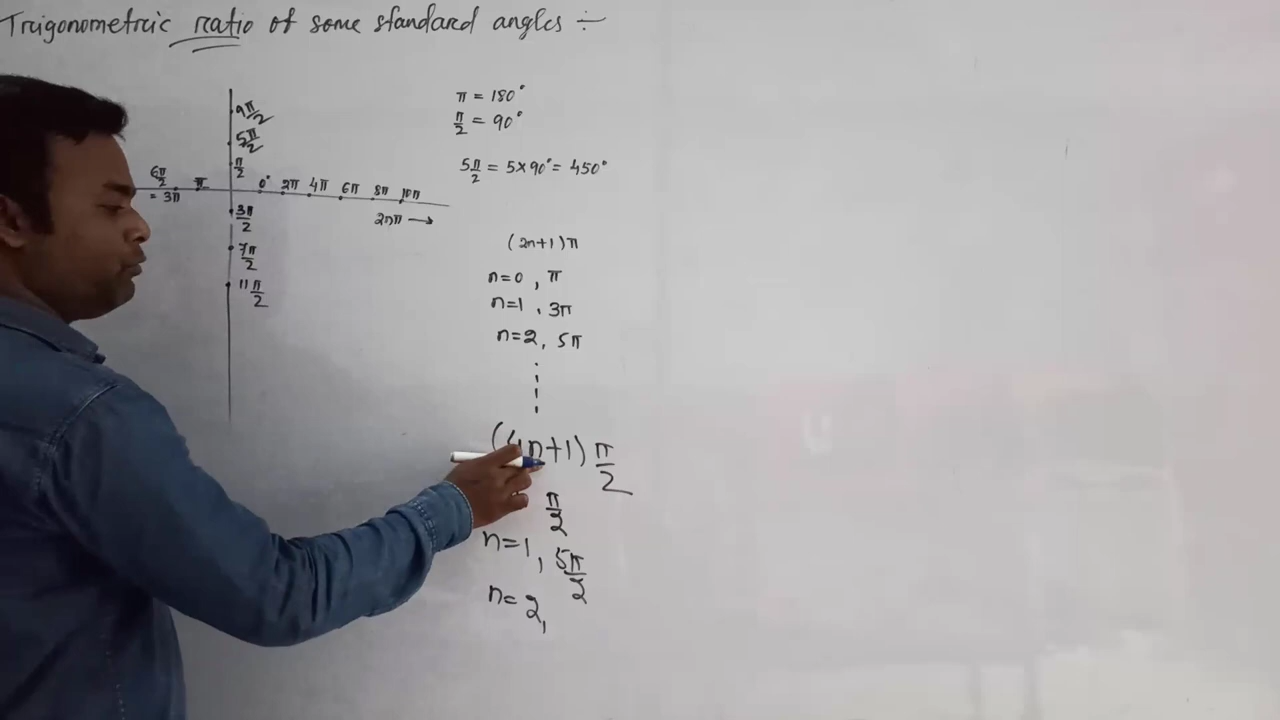 Trigonometric ratio of some standard angles ÷
9π/2
5π/2
π/2
6π/2
= 3π
π
0° 2π 4π 6π 8π 10π
2nπ →
3π/2
7π/2
11π/2
π = 180°
π/2 = 90°
5π/2 = 5×90° = 450°
(2n+1)π
n=0, π
n=1, 3π
n=2, 5π
(4n+1)π/2
π/2
n=1, 5π/2
n=2,